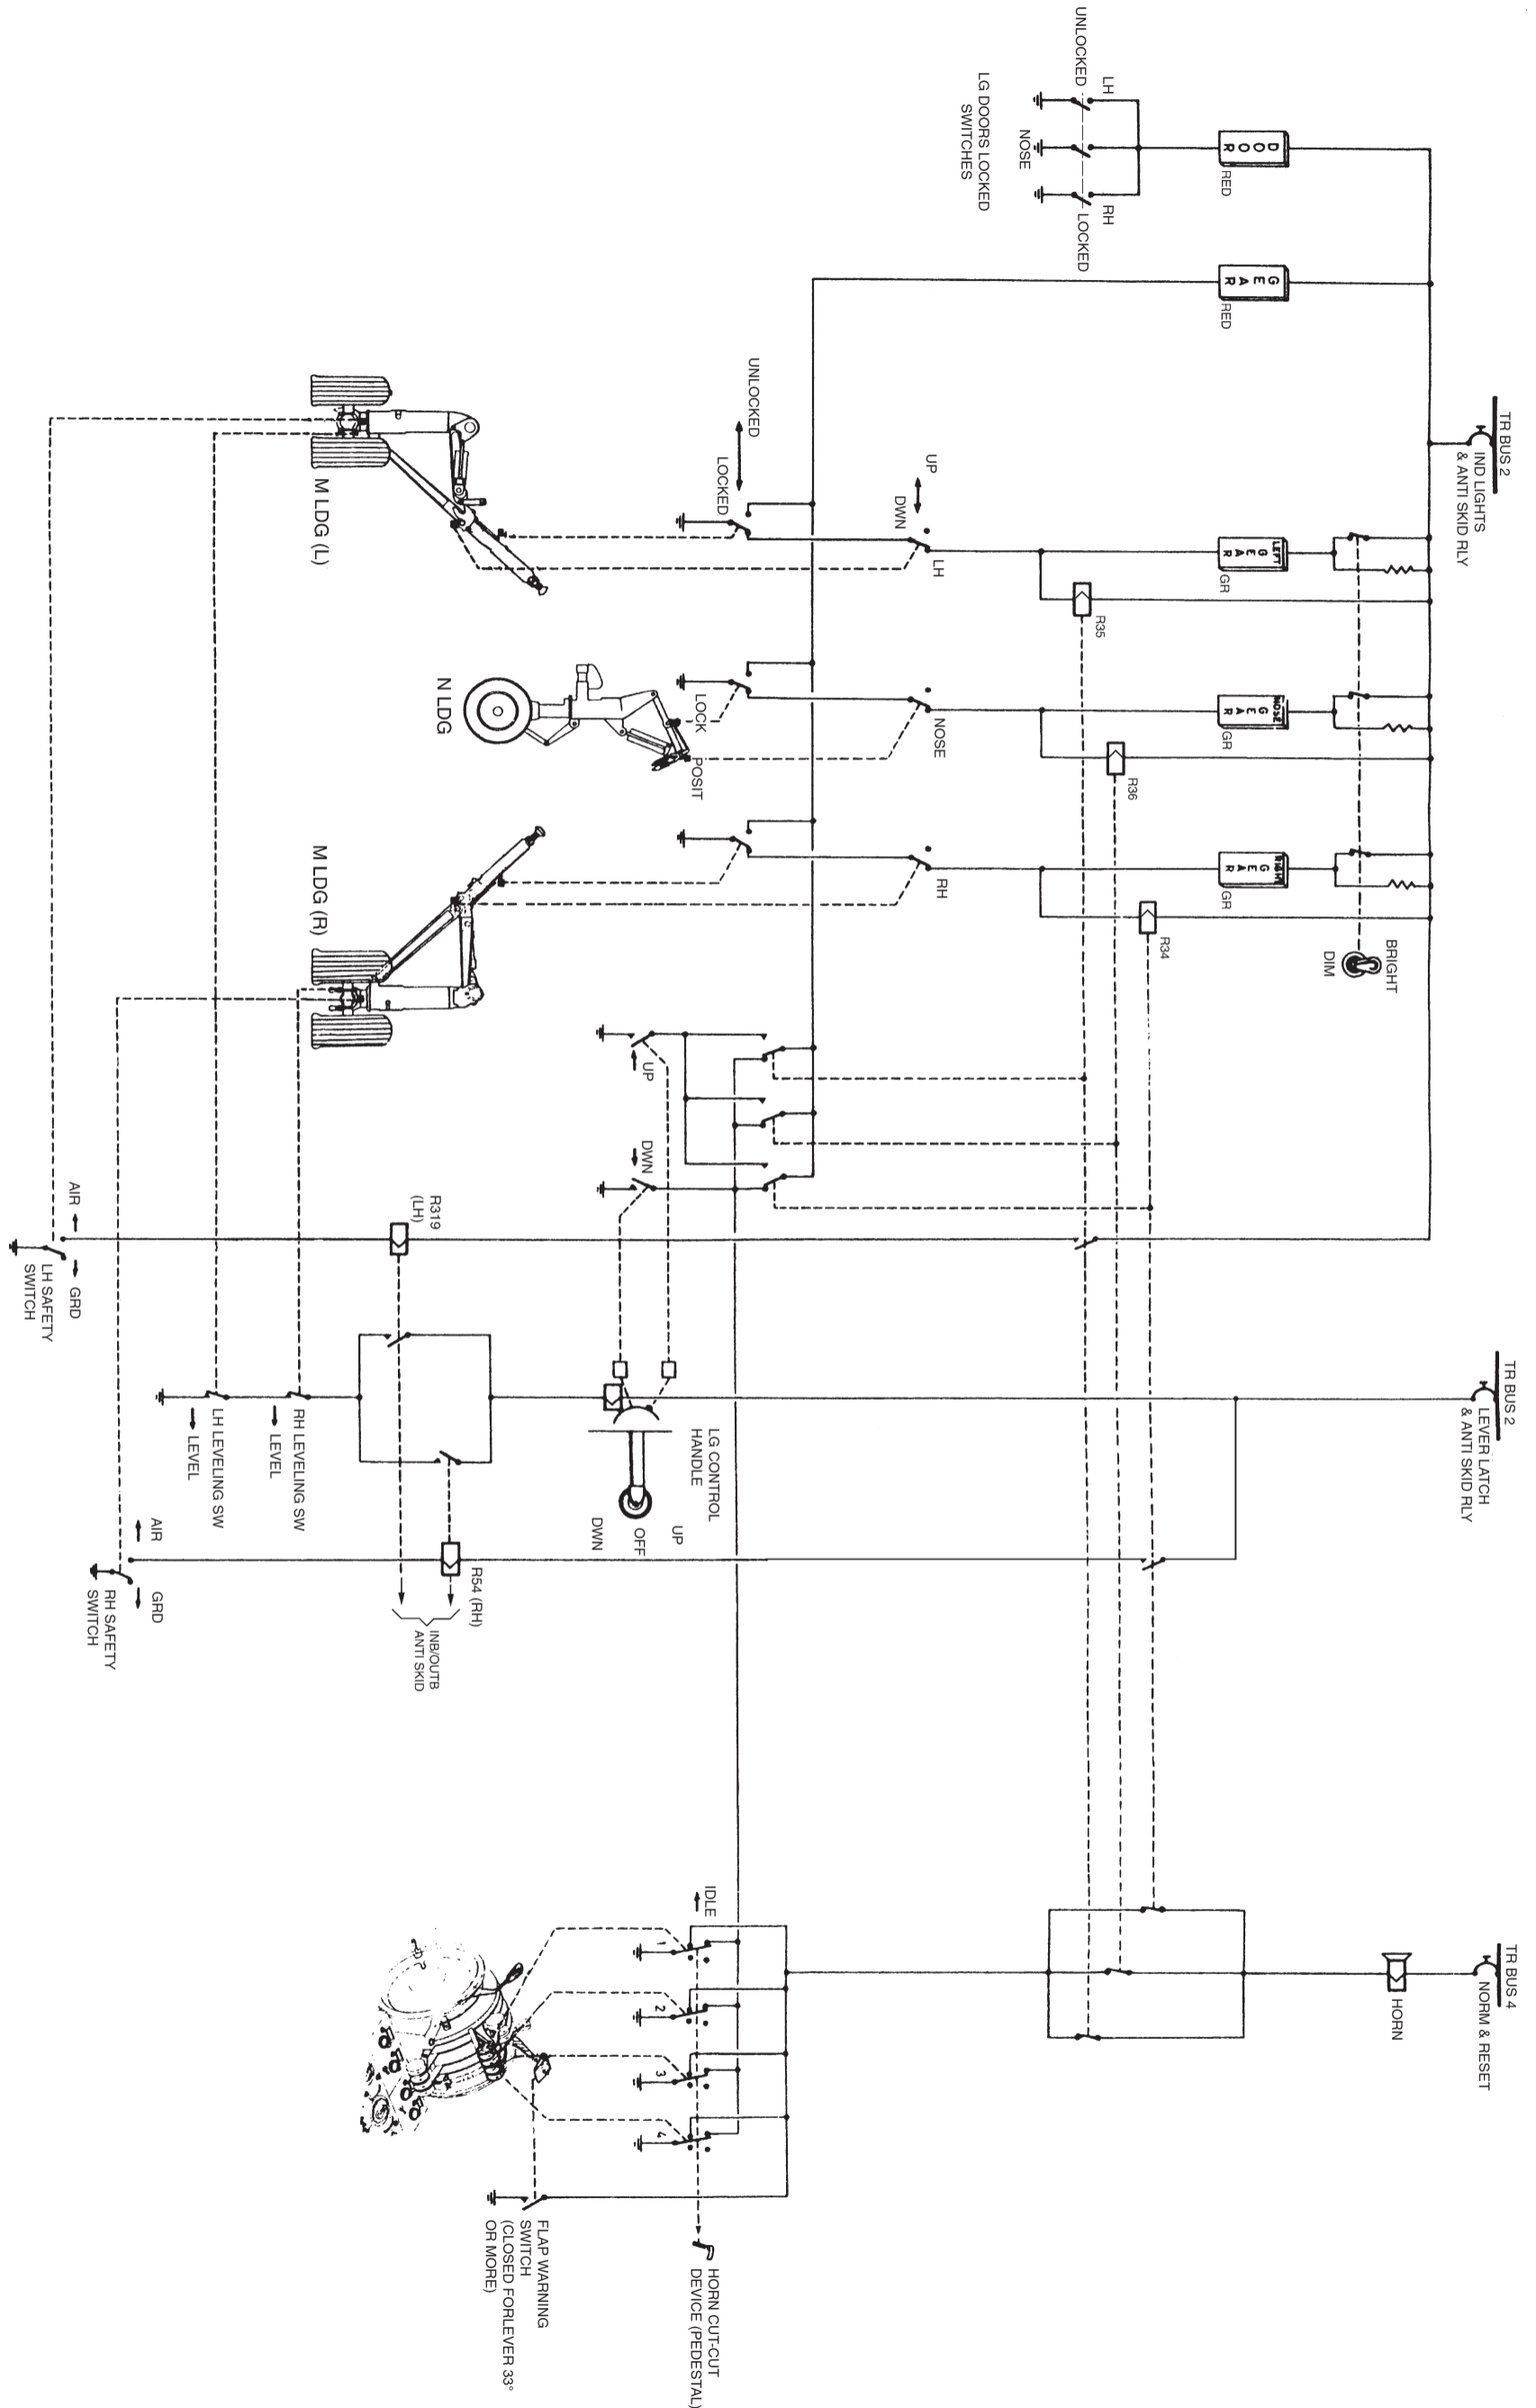 TR BUS 2
IND LIGHTS
& ANTI SKID RLY
TR BUS 2
LEVER LATCH
& ANTI SKID RLY
TR BUS 4
NORM & RESET
HORN
DOOR
RED
GEAR
RED
LEFT
GEAR
GR
NOSE
GEAR
GR
RIGHT
GEAR
GR
BRIGHT
DIM
R35
R36
R34
UNLOCKED
LH
NOSE
RH
LOCKED
LG DOORS LOCKED
SWITCHES
UP
DWN
LH
NOSE
RH
UNLOCKED
LOCKED
LOCK
POSIT
M LDG (L)
N LDG
M LDG (R)
UP
DWN
LG CONTROL
HANDLE
UP
OFF
DWN
R319
(LH)
R54 (RH)
INB/OUTB
ANTI SKID
RH LEVELING SW
LEVEL
LH LEVELING SW
LEVEL
AIR
GRD
LH SAFETY
SWITCH
AIR
GRD
RH SAFETY
SWITCH
IDLE
1
2
3
4
HORN CUT-CUT
DEVICE (PEDESTAL)
FLAP WARNING
SWITCH
(CLOSED FORLEVER 33°
OR MORE)